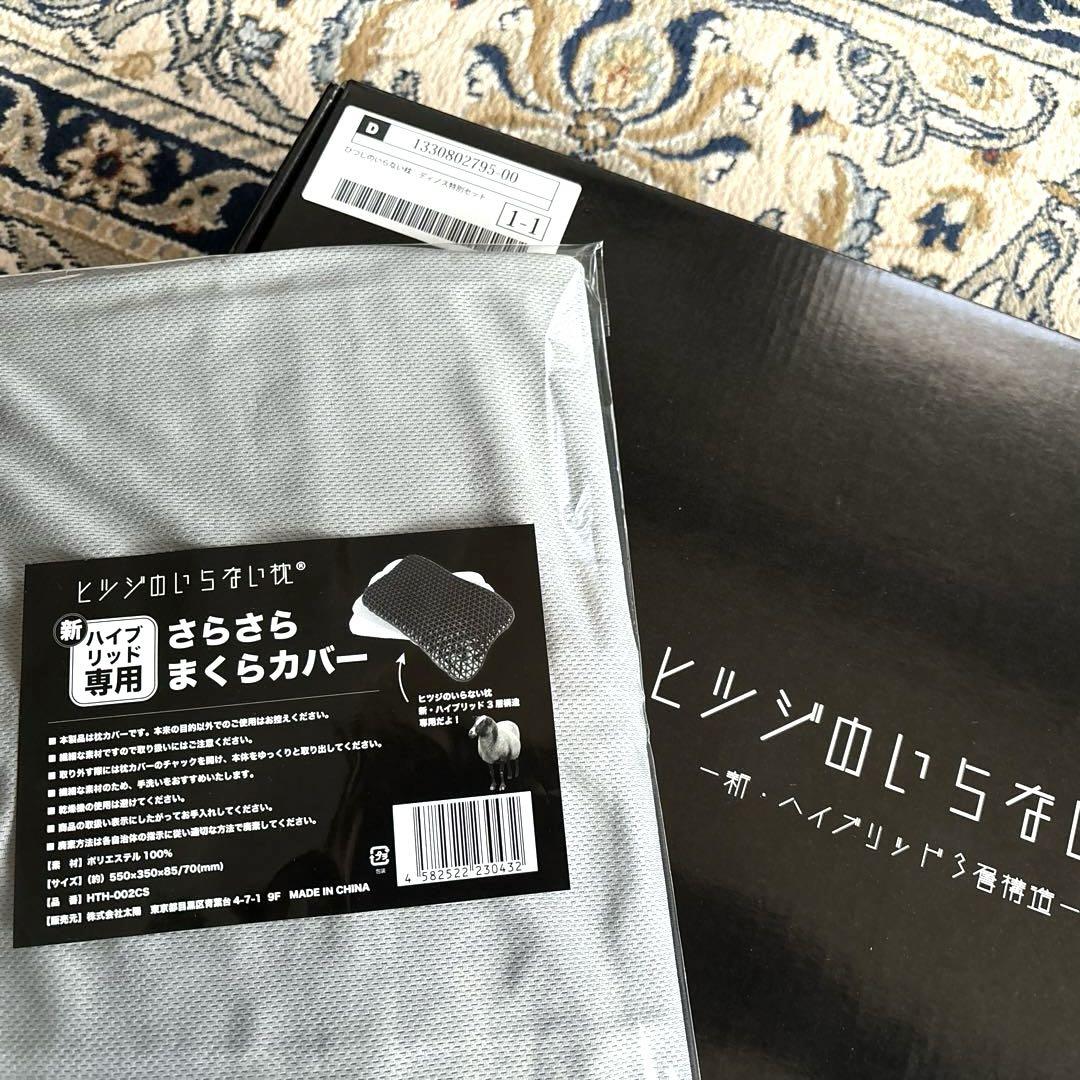 D
1330802795-00
ひつじのいらない枕 ディノス特別セット
1-1
ヒツジのいらない枕®
新
ハイブ
リッド
専用
さらさら
まくらカバー
ヒツジのいらない枕
新・ハイブリッド3層構造
専用だよ！
■ 本製品は枕カバーです。本来の目的以外でのご使用はお控えください。
■ 繊細な素材ですので取り扱いにはご注意ください。
■ 取り外す際には枕カバーのチャックを開け、本体をゆっくりと取り出してください。
■ 繊細な素材のため、手洗いをおすすめいたします。
■ 乾燥機の使用は避けてください。
■ 商品の取扱い表示にしたがってお手入れしてください。
■ 廃棄方法は各自治体の指示に従い適切な方法で廃棄してください。
【素　材】ポリエステル100%
【サイズ】（約）550×350×85/70(mm)
【品　番】HTH-002CS
【販売元】株式会社太陽　東京都目黒区青葉台4-7-1 9F MADE IN CHINA
プラ
包装
4 582522 230432
ヒツジのいらない
―新・ハイブリッド3層構造―